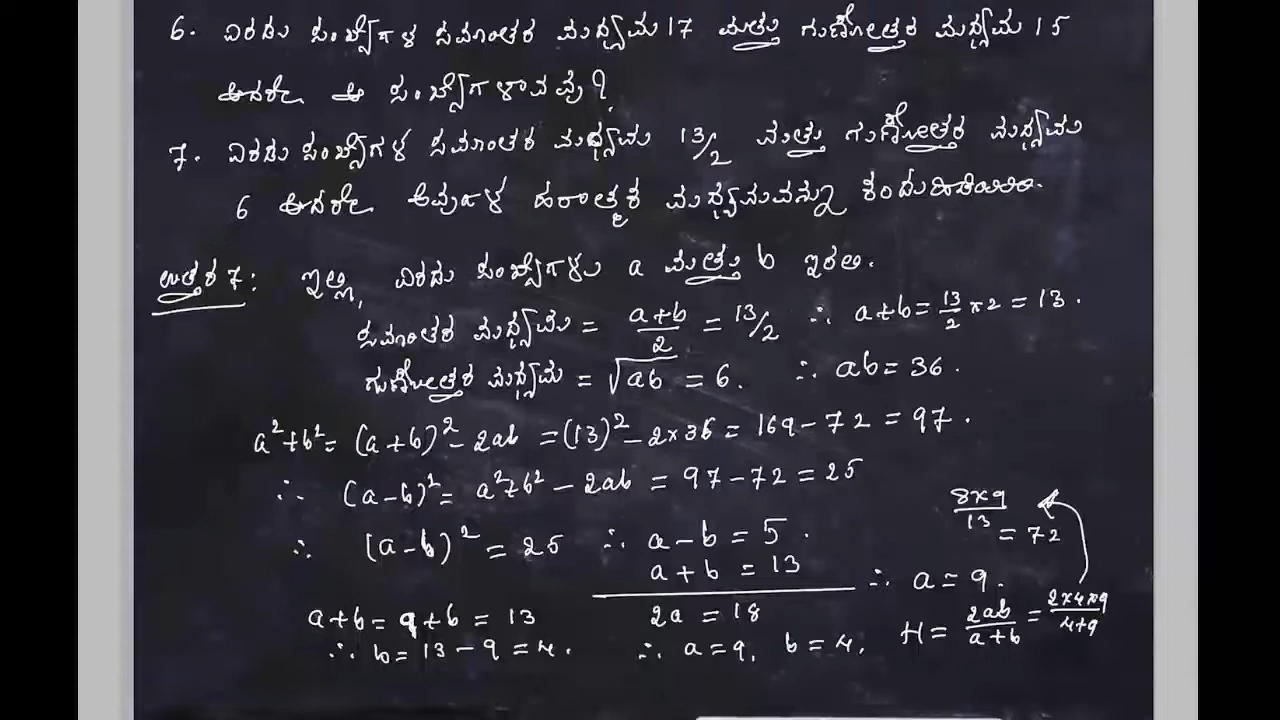 6. ಎರಡು ಸಂಖ್ಯೆಗಳ ಸಮಾಂತರ ಮಧ್ಯಮ 17 ಮತ್ತು ಗುಣೋತ್ತರ ಮಧ್ಯಮ 15
ಆದರೇ ಆ ಸಂಖ್ಯೆಗಳಾವವು?
7. ಎರಡು ಸಂಖ್ಯೆಗಳ ಸಮಾಂತರ ಮಧ್ಯಮ 13/2 ಮತ್ತು ಗುಣೋತ್ತರ ಮಧ್ಯಮ
6 ಆದರೇ ಅವುಗಳ ಹರಾತ್ಮಕ ಮಧ್ಯಮವನ್ನು ಕಂಡುಹಿಡಿಯಿರಿ.
ಉತ್ತರ 7: ಇಲ್ಲಿ, ಎರಡು ಸಂಖ್ಯೆಗಳು a ಮತ್ತು b ಇರಲಿ.
ಸಮಾಂತರ ಮಧ್ಯಮ = (a+b)/2 = 13/2 ∴ a+b = 13/2 × 2 = 13.
ಗುಣೋತ್ತರ ಮಧ್ಯಮ = √ab = 6. ∴ ab = 36.
a²+b² = (a+b)² - 2ab = (13)² - 2×36 = 169 - 72 = 97.
∴ (a-b)² = a²+b² - 2ab = 97 - 72 = 25
∴ (a-b)² = 25 ∴ a-b = 5.
a+b = 13 ∴ a = 9.
2a = 18
a+b = 9+b = 13
∴ b = 13 - 9 = 4. ∴ a = 9, b = 4, H = 2ab/(a+b) = 2×4×9/(4+9)
8×9/13 = 72